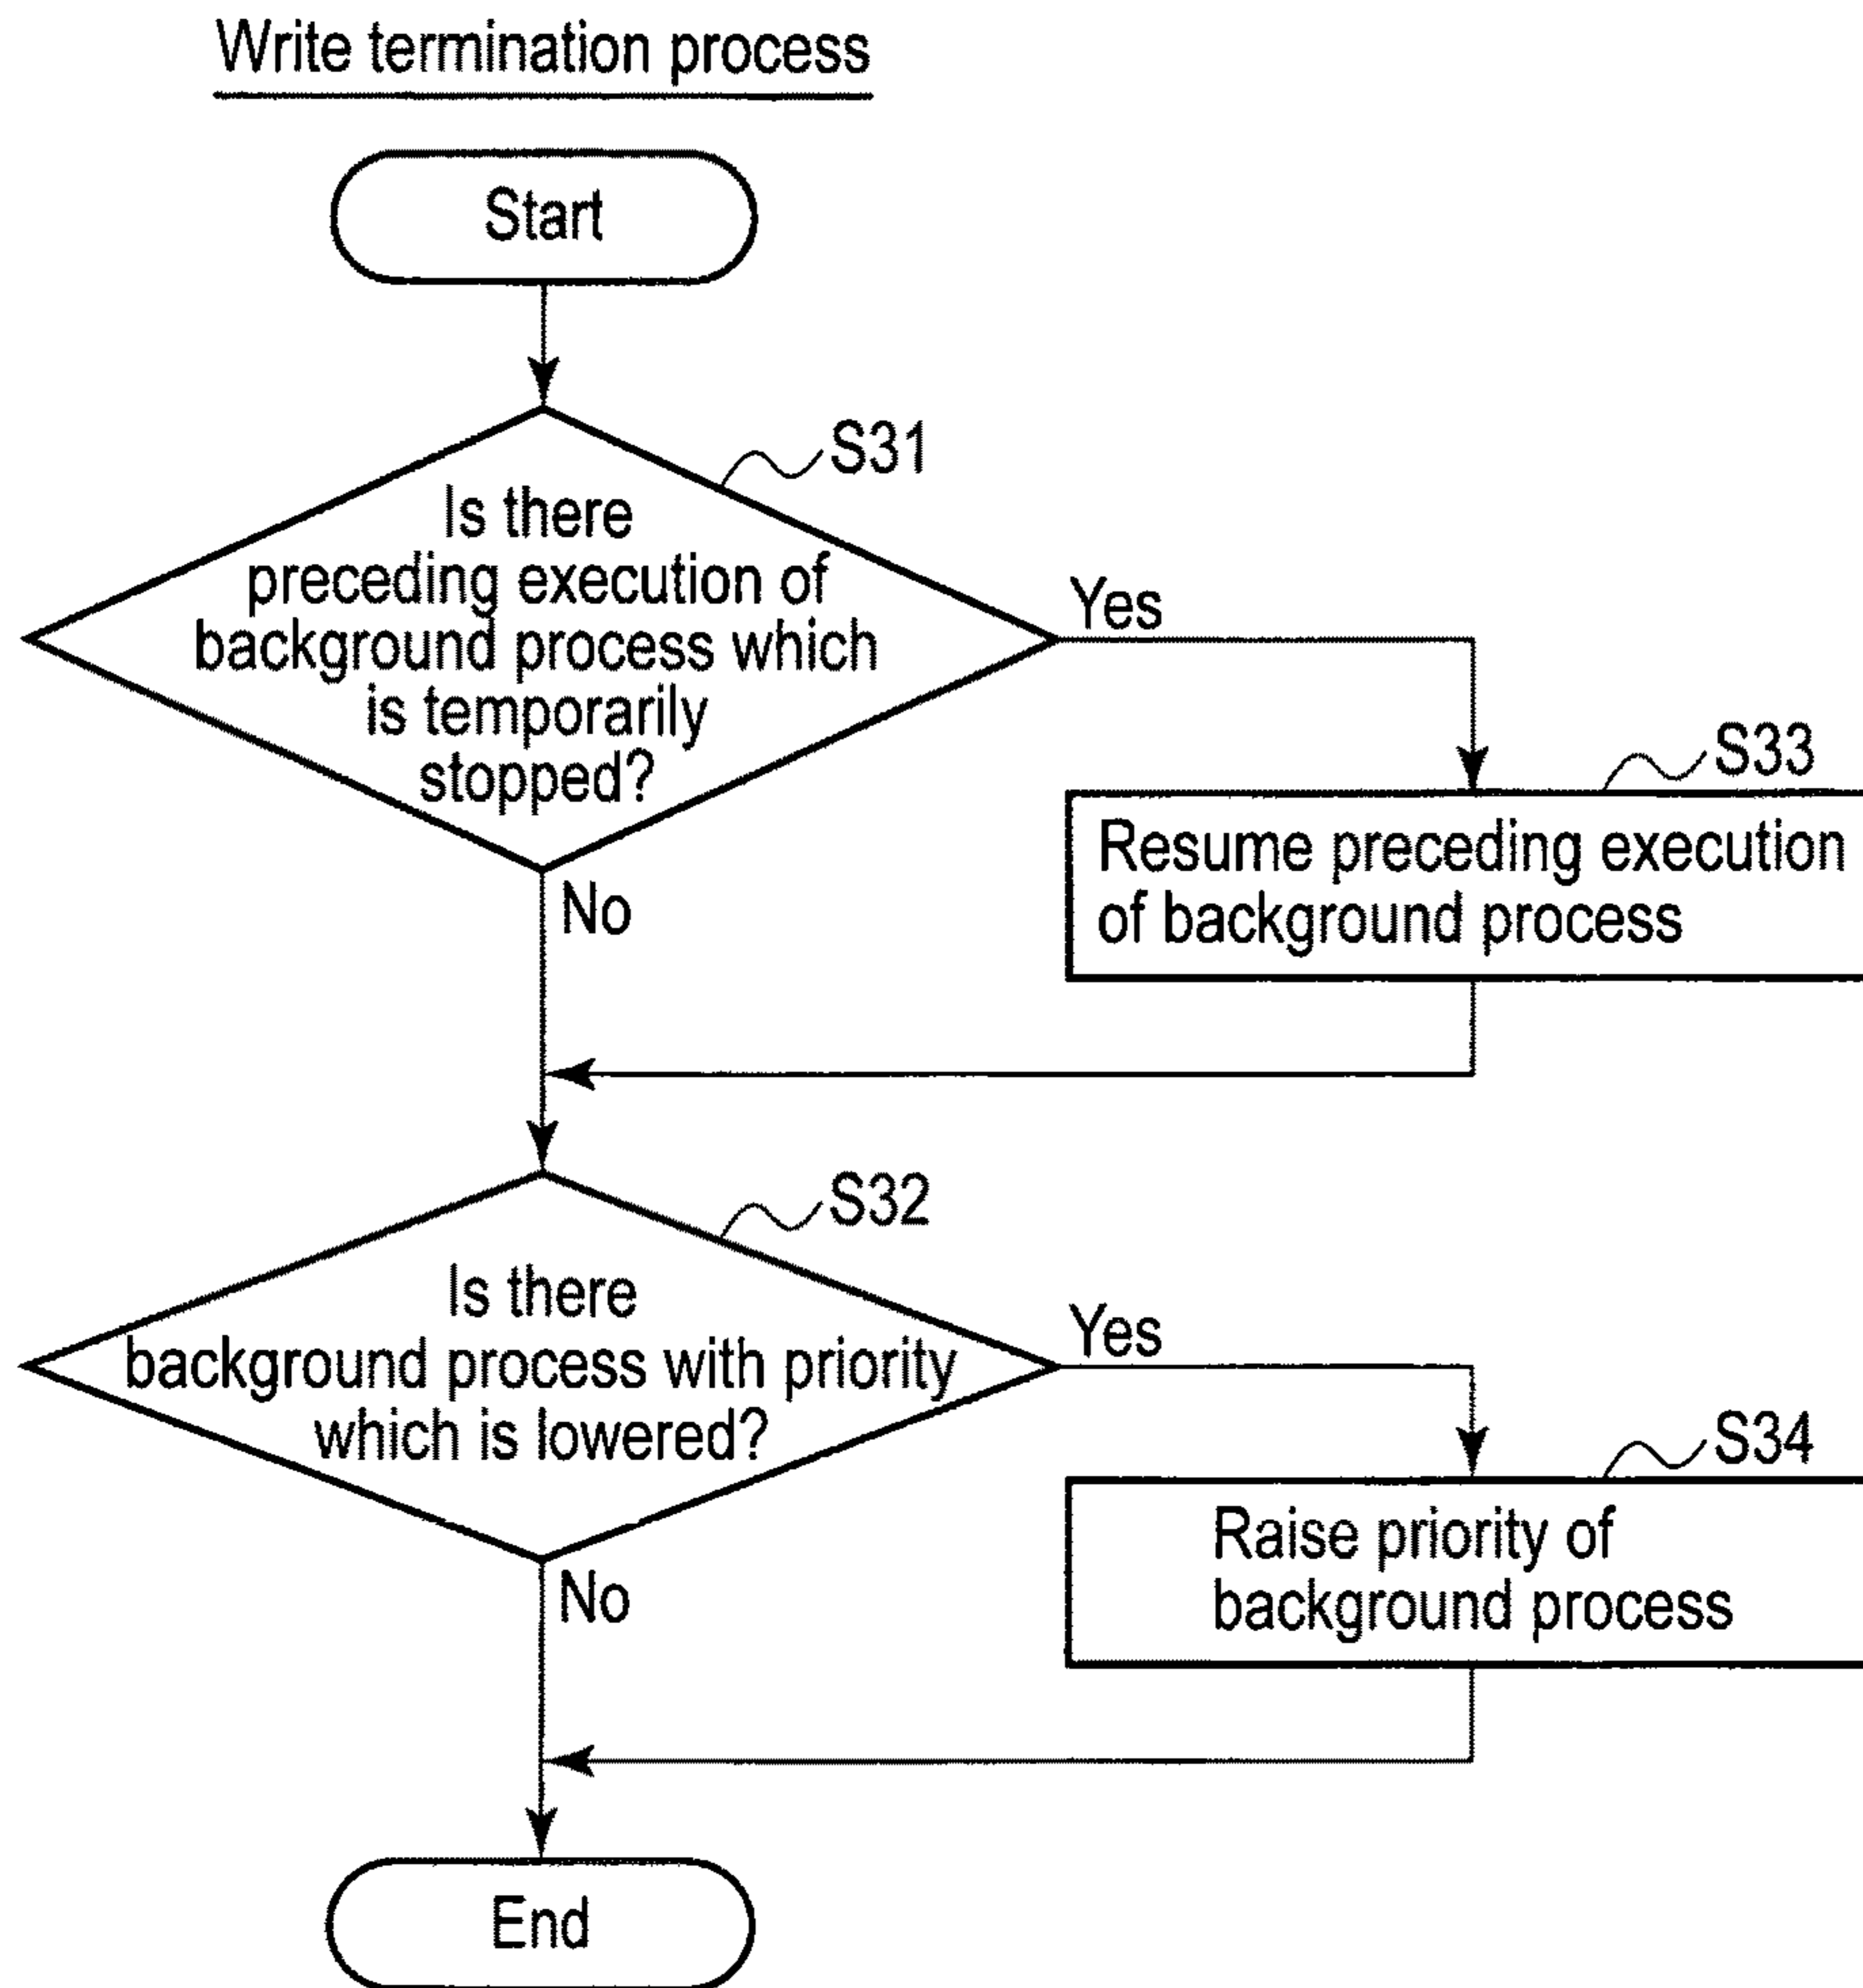 Write termination process
Start
S31
Is there
preceding execution of
background process which
is temporarily
stopped?
Yes
No
S33
Resume preceding execution
of background process
S32
Is there
background process with priority
which is lowered?
Yes
No
S34
Raise priority of
background process
End